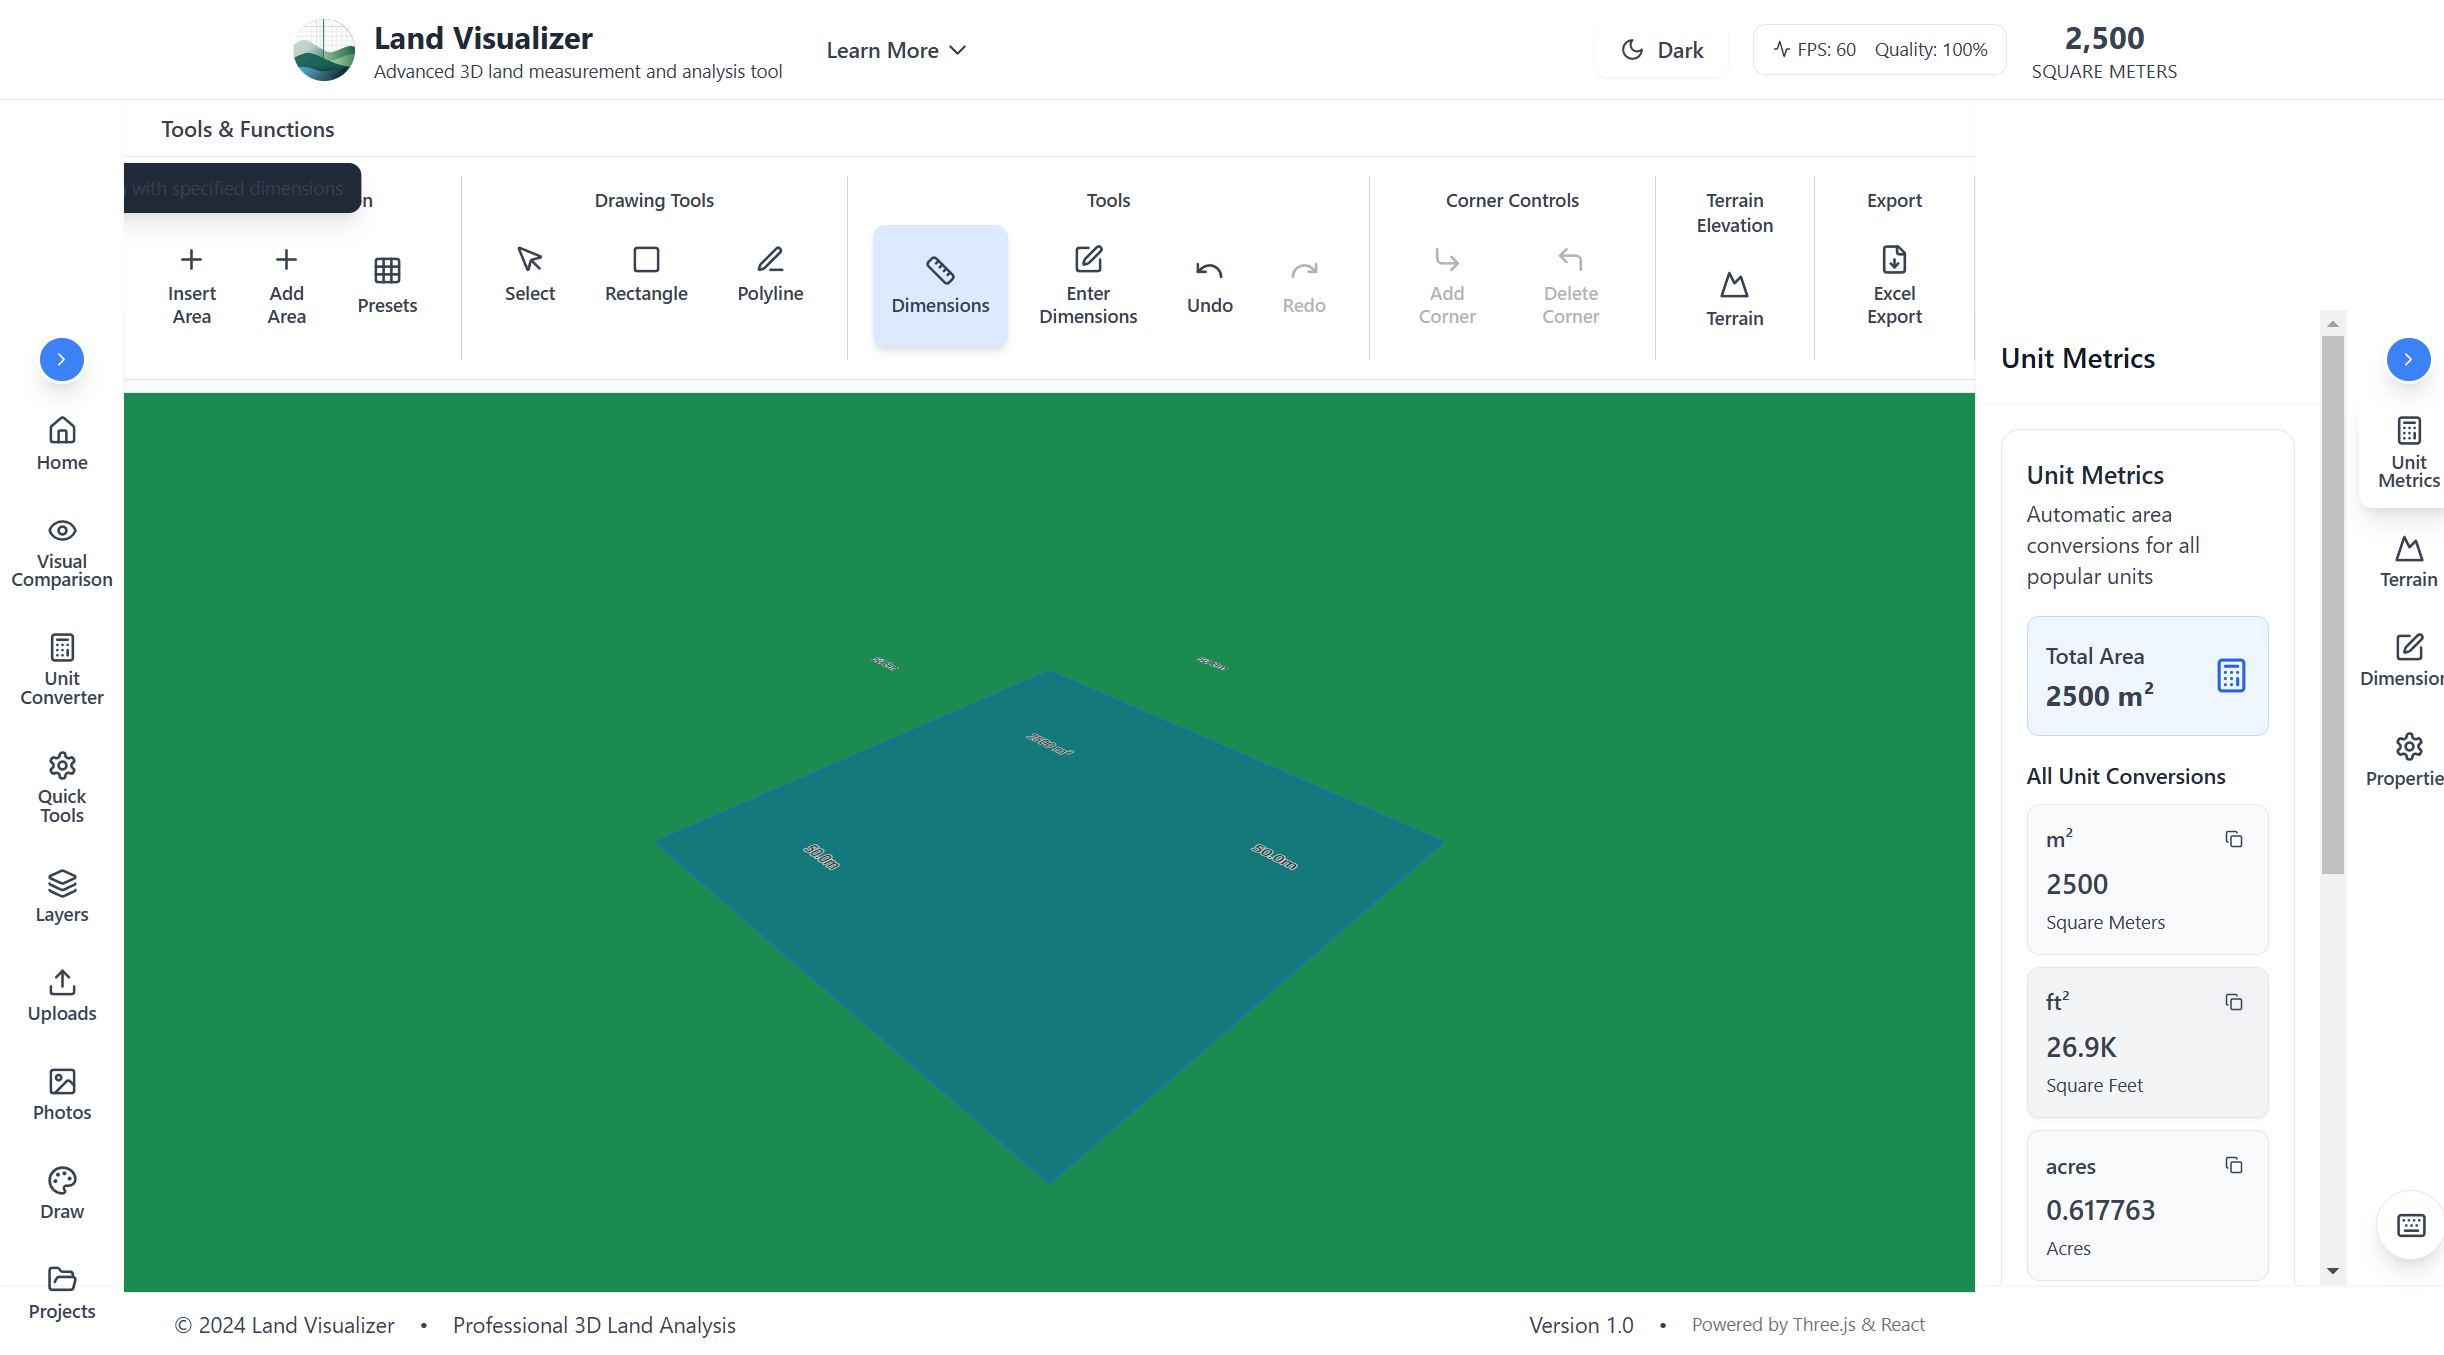 Land Visualizer
Advanced 3D land measurement and analysis tool
Learn More
Dark
FPS: 60 Quality: 100%
2,500
SQUARE METERS
Tools & Functions
with specified dimensions
n
Insert
Area
Add
Area
Presets
Drawing Tools
Select
Rectangle
Polyline
Tools
Dimensions
Enter
Dimensions
Undo
Redo
Corner Controls
Add
Corner
Delete
Corner
Terrain
Elevation
Terrain
Export
Excel
Export
Home
Visual
Comparison
Unit
Converter
Quick
Tools
Layers
Uploads
Photos
Draw
Projects
2500 m²
50.0m
50.0m
Unit Metrics
Unit Metrics
Automatic area
conversions for all
popular units
Total Area
2500 m²
All Unit Conversions
m²
2500
Square Meters
ft²
26.9K
Square Feet
acres
0.617763
Acres
Unit
Metrics
Terrain
Dimension
Propertie
© 2024 Land Visualizer • Professional 3D Land Analysis
Version 1.0 • Powered by Three.js & React